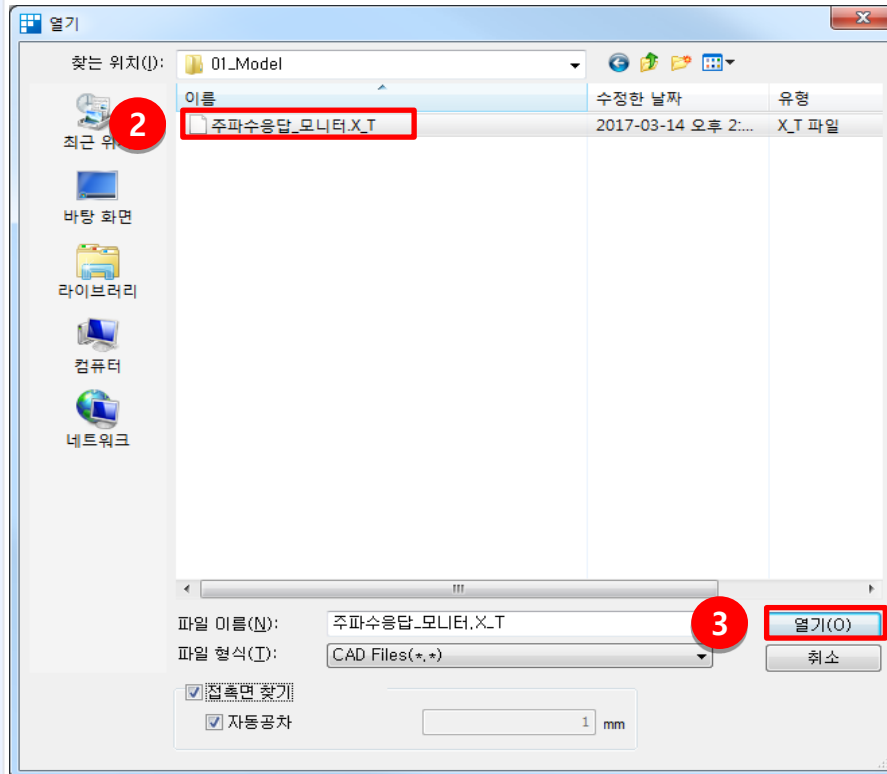 열기
찾는 위치(I): 01_Model
이름 수정한 날짜 유형
2 주파수응답_모니터.X_T 2017-03-14 오후 2:... X_T 파일
최근 위
바탕 화면
라이브러리
컴퓨터
네트워크
파일 이름(N): 주파수응답_모니터.X_T 3 열기(O)
파일 형식(T): CAD Files(*.*) 취소
접촉면 찾기
자동공차 1 mm